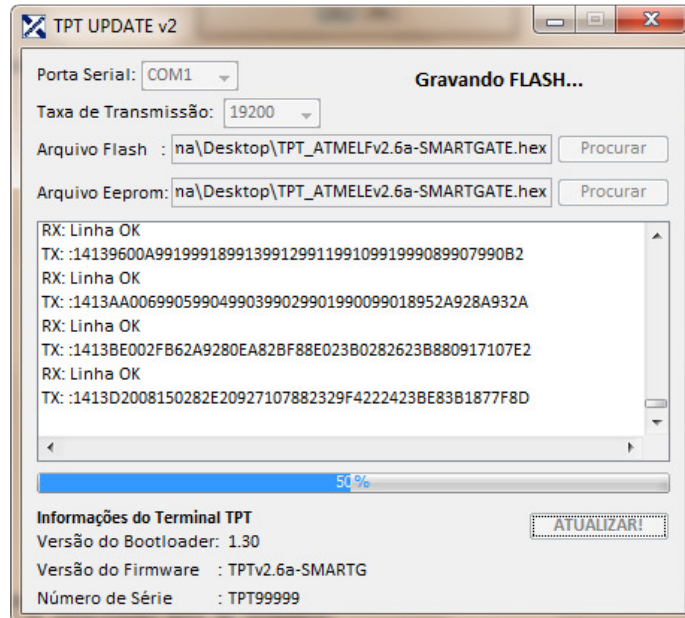 TPT UPDATE v2
Porta Serial: COM1
Gravando FLASH...
Taxa de Transmissão: 19200
Arquivo Flash : na\Desktop\TPT_ATMELFv2.6a-SMARTGATE.hex Procurar
Arquivo Eeprom: na\Desktop\TPT_ATMELEv2.6a-SMARTGATE.hex Procurar
RX: Linha OK
TX: :14139600A991999189913991299119910991999089907990B2
RX: Linha OK
TX: :1413AA0069905990499039902990199009901895 2A928A932A
RX: Linha OK
TX: :1413BE002FB62A9280EA82BF88E023B0282623B880917107E2
RX: Linha OK
TX: :1413D2008150282E20927107882329F4222423BE83B1877F8D
50 %
Informações do Terminal TPT
ATUALIZAR!
Versão do Bootloader: 1.30
Versão do Firmware : TPTv2.6a-SMARTG
Número de Série : TPT99999